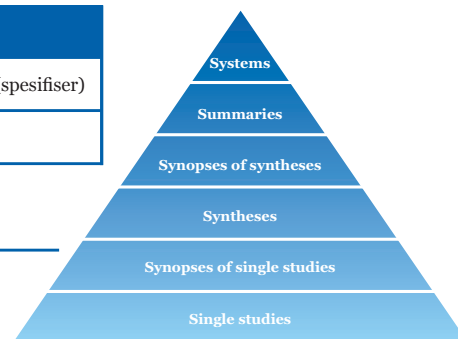 (spesifiser)
Systems
Summaries
Synopses of syntheses
Syntheses
Synopses of single studies
Single studies